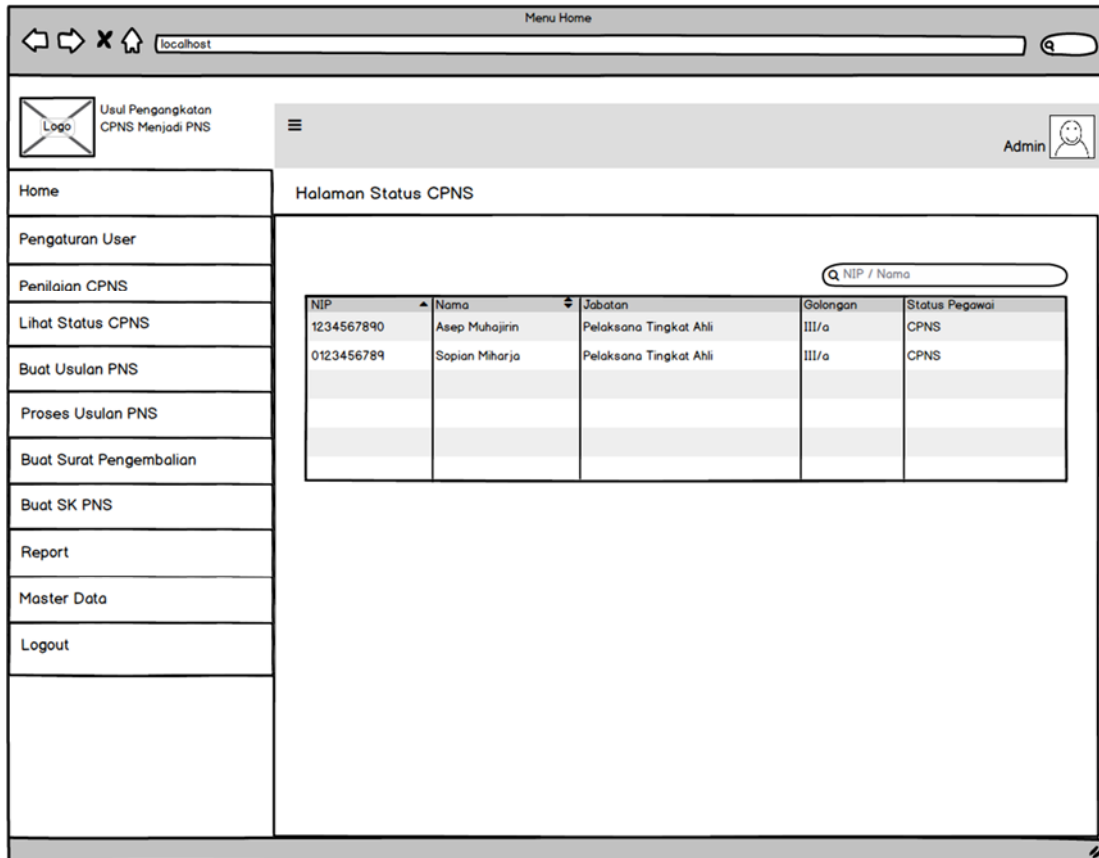 Menu Home
localhost
Logo
Usul Pengangkatan
CPNS Menjadi PNS
Admin
Home
Pengaturan User
Penilaian CPNS
Lihat Status CPNS
Buat Usulan PNS
Proses Usulan PNS
Buat Surat Pengembalian
Buat SK PNS
Report
Master Data
Logout
Halaman Status CPNS
NIP / Nama
NIP Nama Jabatan Golongan Status Pegawai
1234567890 Asep Muhajirin Pelaksana Tingkat Ahli III/a CPNS
0123456789 Sopian Miharja Pelaksana Tingkat Ahli III/a CPNS